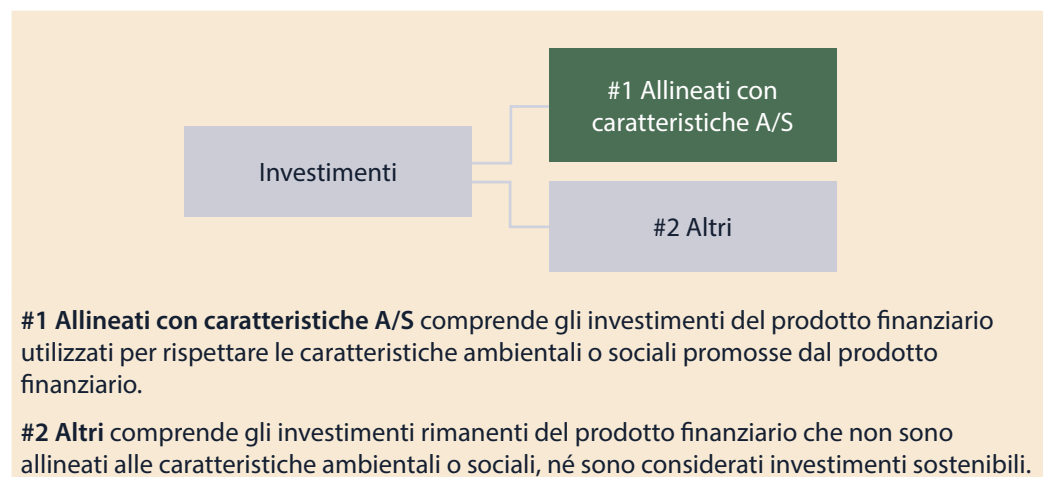 #1 Allineati con
caratteristiche A/S
Investimenti
#2 Altri
#1 Allineati con caratteristiche A/S comprende gli investimenti del prodotto finanziario
utilizzati per rispettare le caratteristiche ambientali o sociali promosse dal prodotto
finanziario.
#2 Altri comprende gli investimenti rimanenti del prodotto finanziario che non sono
allineati alle caratteristiche ambientali o sociali, né sono considerati investimenti sostenibili.